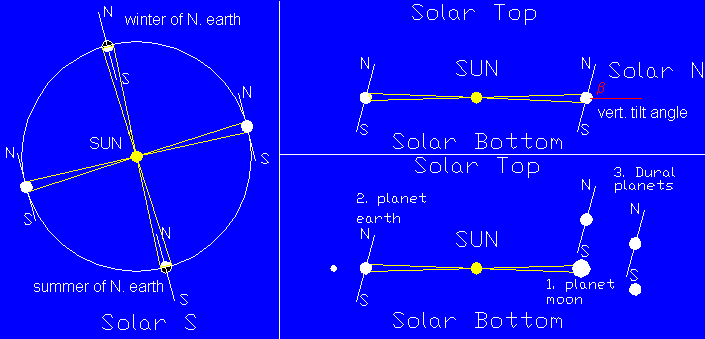 N
winter of N. earth
S
N
SUN
N
S
S
N
summer of N. earth
S
Solar S
Solar Top
N
SUN
N
Solar N
θ
vert. tilt angle
S
S
Solar Bottom
Solar Top
3. Dural
planets
2. planet
earth
N
N
N
SUN
S
S
S
1. planet
moon
Solar Bottom